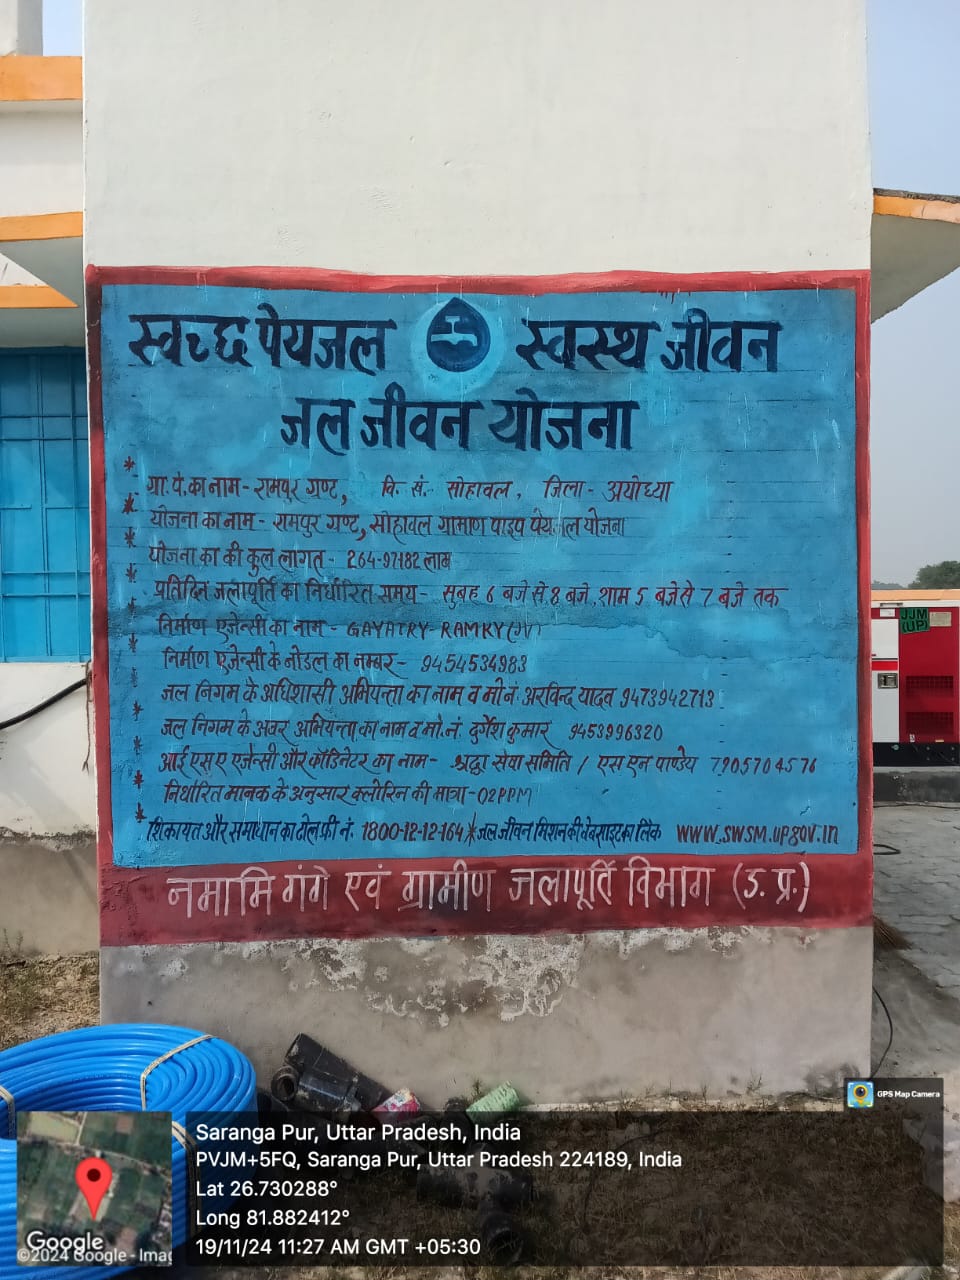 स्वच्छ पेयजल स्वस्थ जीवन
जल जीवन योजना
* ग्रा. पं. का नाम - रामपुर ग्रण्ट, वि. सं. सोहावल, जिला - अयोध्या
* योजना का नाम - रामपुर ग्रण्ट, सोहावल ग्रामीण पाइप पेयजल योजना
* योजना का की कुल लागत - 264-97182 लाख
* प्रतिदिन जलापूर्ति का निर्धारित समय - सुबह 6 बजे से 8 बजे, शाम 5 बजे से 7 बजे तक
* निर्माण एजेन्सी का नाम - GAYATRY-RAMKY(JV)
* निर्माण एजेन्सी के नोडल का नम्बर - 9454534983
* जल निगम के अधिशासी अभियन्ता का नाम व मो.नं. अरविन्द यादव 9473942713
* जल निगम के अवर अभियन्ता का नाम व मो.नं. दुर्गेश कुमार 9453996320
* आई एस ए एजेन्सी और कॉडिनेटर का नाम - श्रद्धा सेवा समिति / एस एन पाण्डेय 7905704576
* निर्धारित मानक के अनुसार क्लोरिन की मात्रा - 02PPM
* शिकायत और समाधान का टोल फ्री नं. 1800-12-12-164 * जल जीवन मिशन की वेबसाइट का लिंक www.swsm.up.gov.in
नमामि गंगे एवं ग्रामीण जलापूर्ति विभाग (उ. प्र.)
JJM
(UP)
GPS Map Camera
Saranga Pur, Uttar Pradesh, India
PVJM+5FQ, Saranga Pur, Uttar Pradesh 224189, India
Lat 26.730288°
Long 81.882412°
19/11/24 11:27 AM GMT +05:30
Google
©2024 Google - Imag